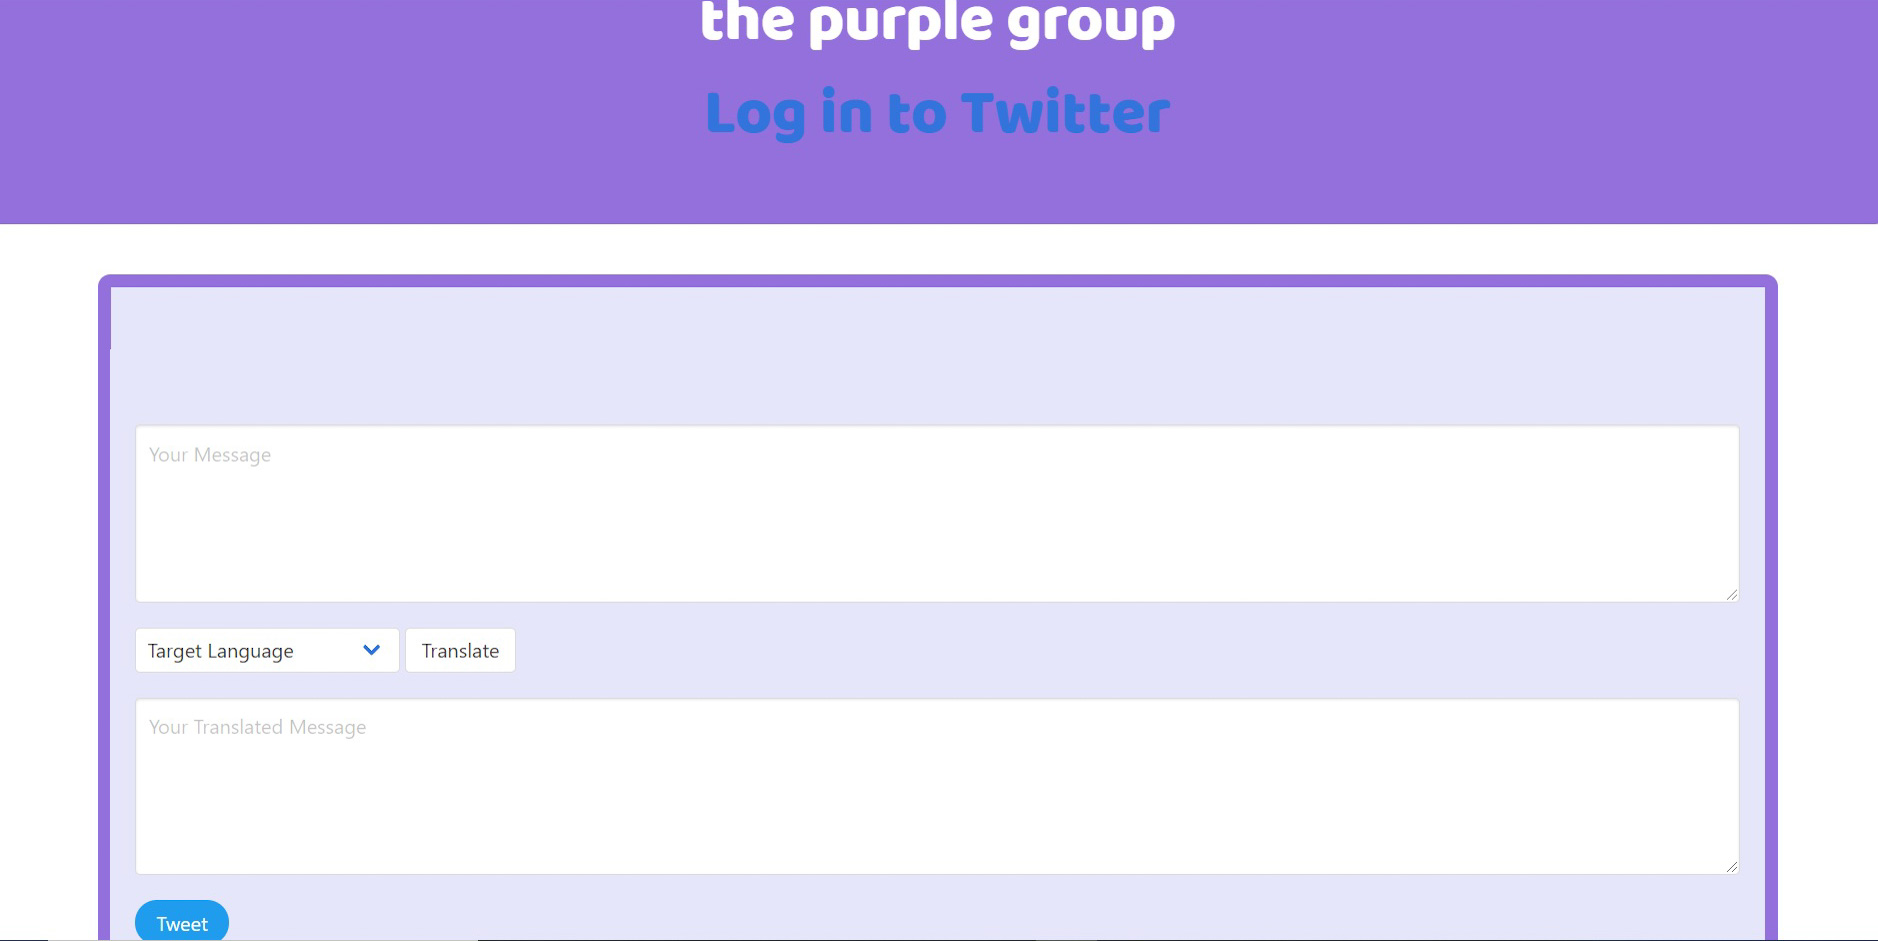 the purple group
Log in to Twitter
Your Message
Target Language
Translate
Your Translated Message
Tweet